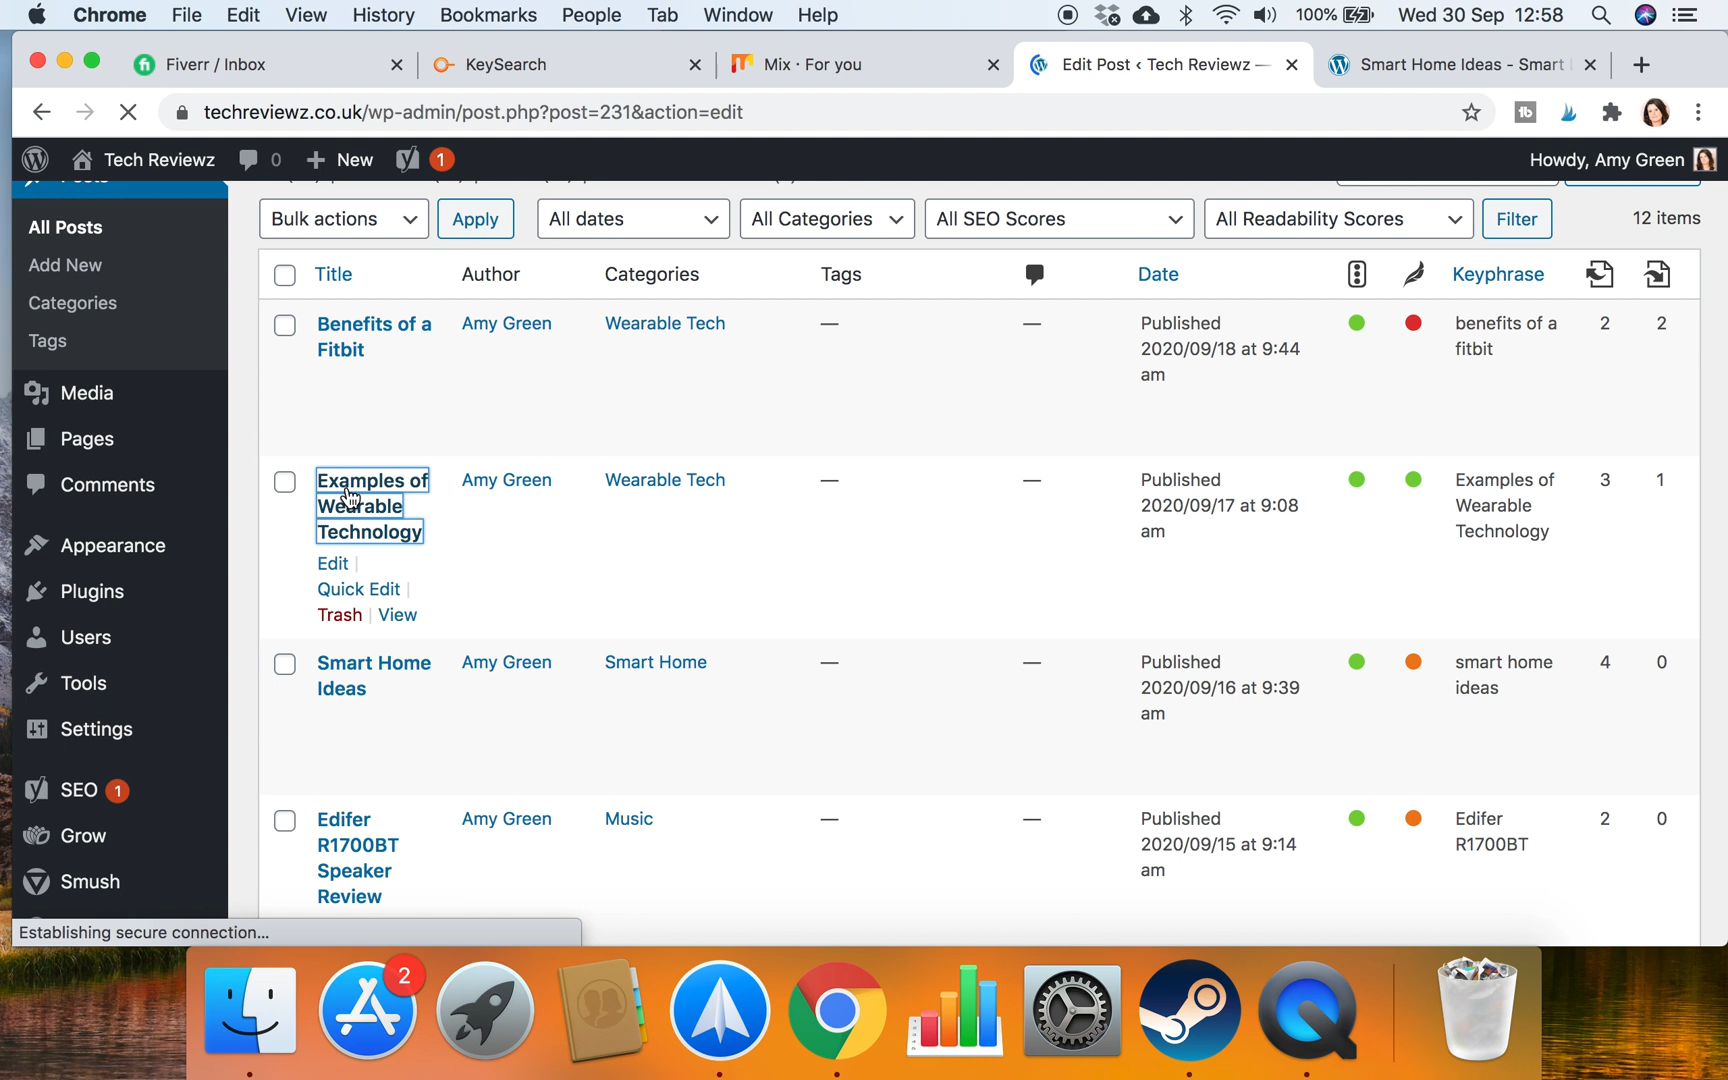 Chrome File Edit View History Bookmarks People Tab Window Help 100% Wed 30 Sep 12:58
Fiverr / Inbox KeySearch Mix · For you Edit Post ‹ Tech Reviewz — Smart Home Ideas - Smart
techreviewz.co.uk/wp-admin/post.php?post=231&action=edit
Tech Reviewz 0 + New 1 Howdy, Amy Green
Posts
All Posts
Add New
Categories
Tags
Media
Pages
Comments
Appearance
Plugins
Users
Tools
Settings
SEO 1
Grow
Smush
Bulk actions Apply All dates All Categories All SEO Scores All Readability Scores Filter 12 items
Title Author Categories Tags Date Keyphrase
Benefits of a Amy Green Wearable Tech — — Published benefits of a 2 2
Fitbit 2020/09/18 at 9:44 fitbit
am
Examples of Amy Green Wearable Tech — — Published Examples of 3 1
Wearable 2020/09/17 at 9:08 Wearable
Technology am Technology
Edit |
Quick Edit |
Trash | View
Smart Home Amy Green Smart Home — — Published smart home 4 0
Ideas 2020/09/16 at 9:39 ideas
am
Edifer Amy Green Music — — Published Edifer 2 0
R1700BT 2020/09/15 at 9:14 R1700BT
Speaker am
Review
Establishing secure connection...
2